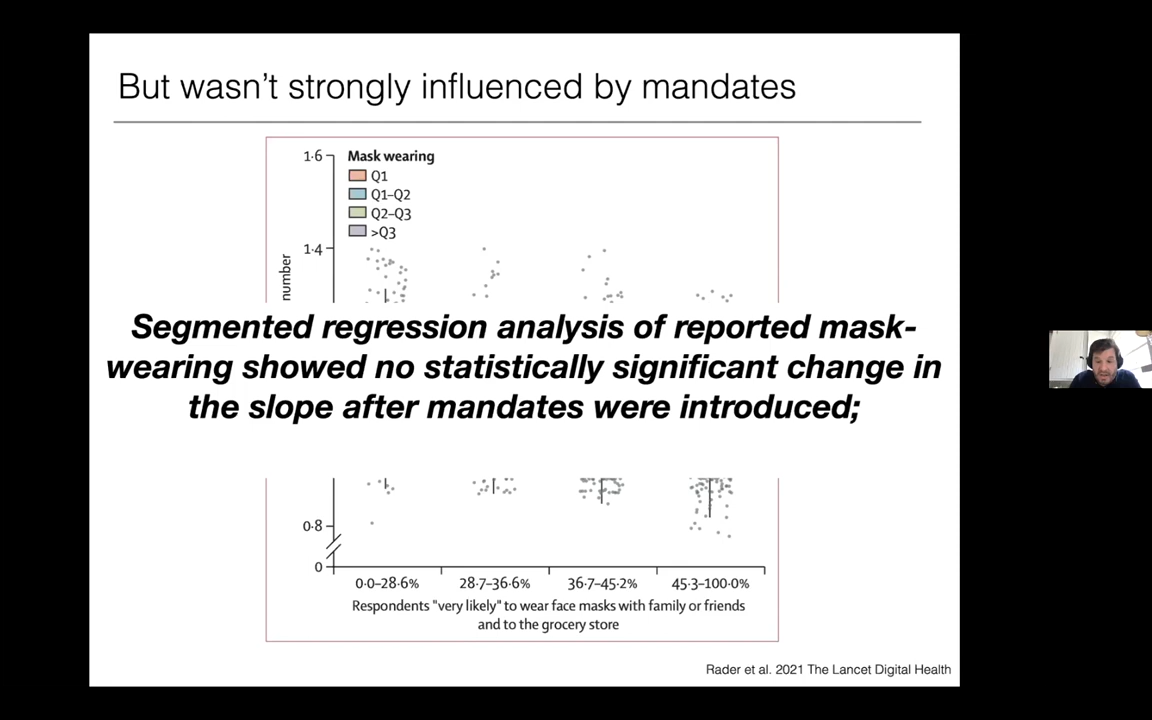 But wasn't strongly influenced by mandates
1·6
Mask wearing
Q1
Q1–Q2
Q2–Q3
>Q3
1·4
number
Segmented regression analysis of reported mask-
wearing showed no statistically significant change in
the slope after mandates were introduced;
0·8
0
0·0–28·6% 28·7–36·6% 36·7–45·2% 45·3–100·0%
Respondents "very likely" to wear face masks with family or friends
and to the grocery store
Rader et al. 2021 The Lancet Digital Health